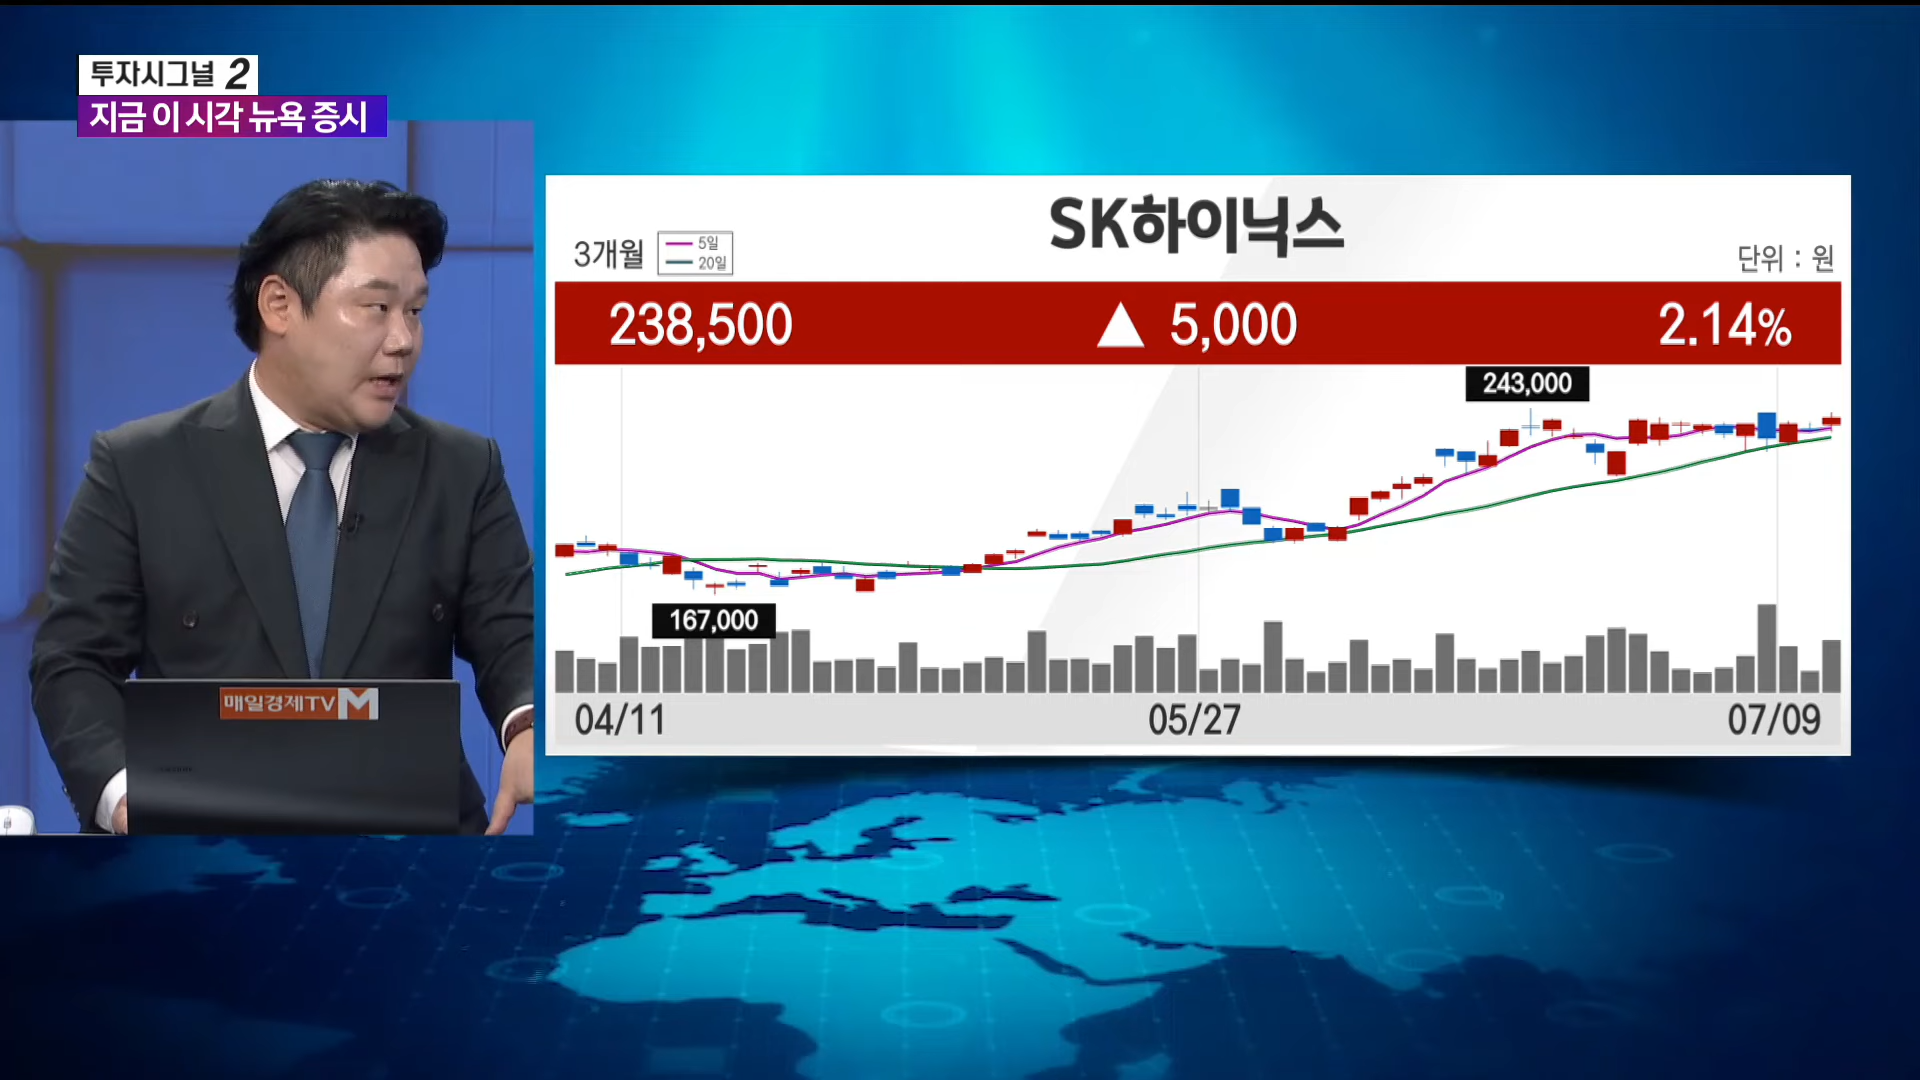 투자시그널 2
지금 이 시각 뉴욕 증시
SK하이닉스
3개월
5일
20일
단위 : 원
238,500 ▲ 5,000 2.14%
243,000
167,000
04/11 05/27 07/09
매일경제TV M